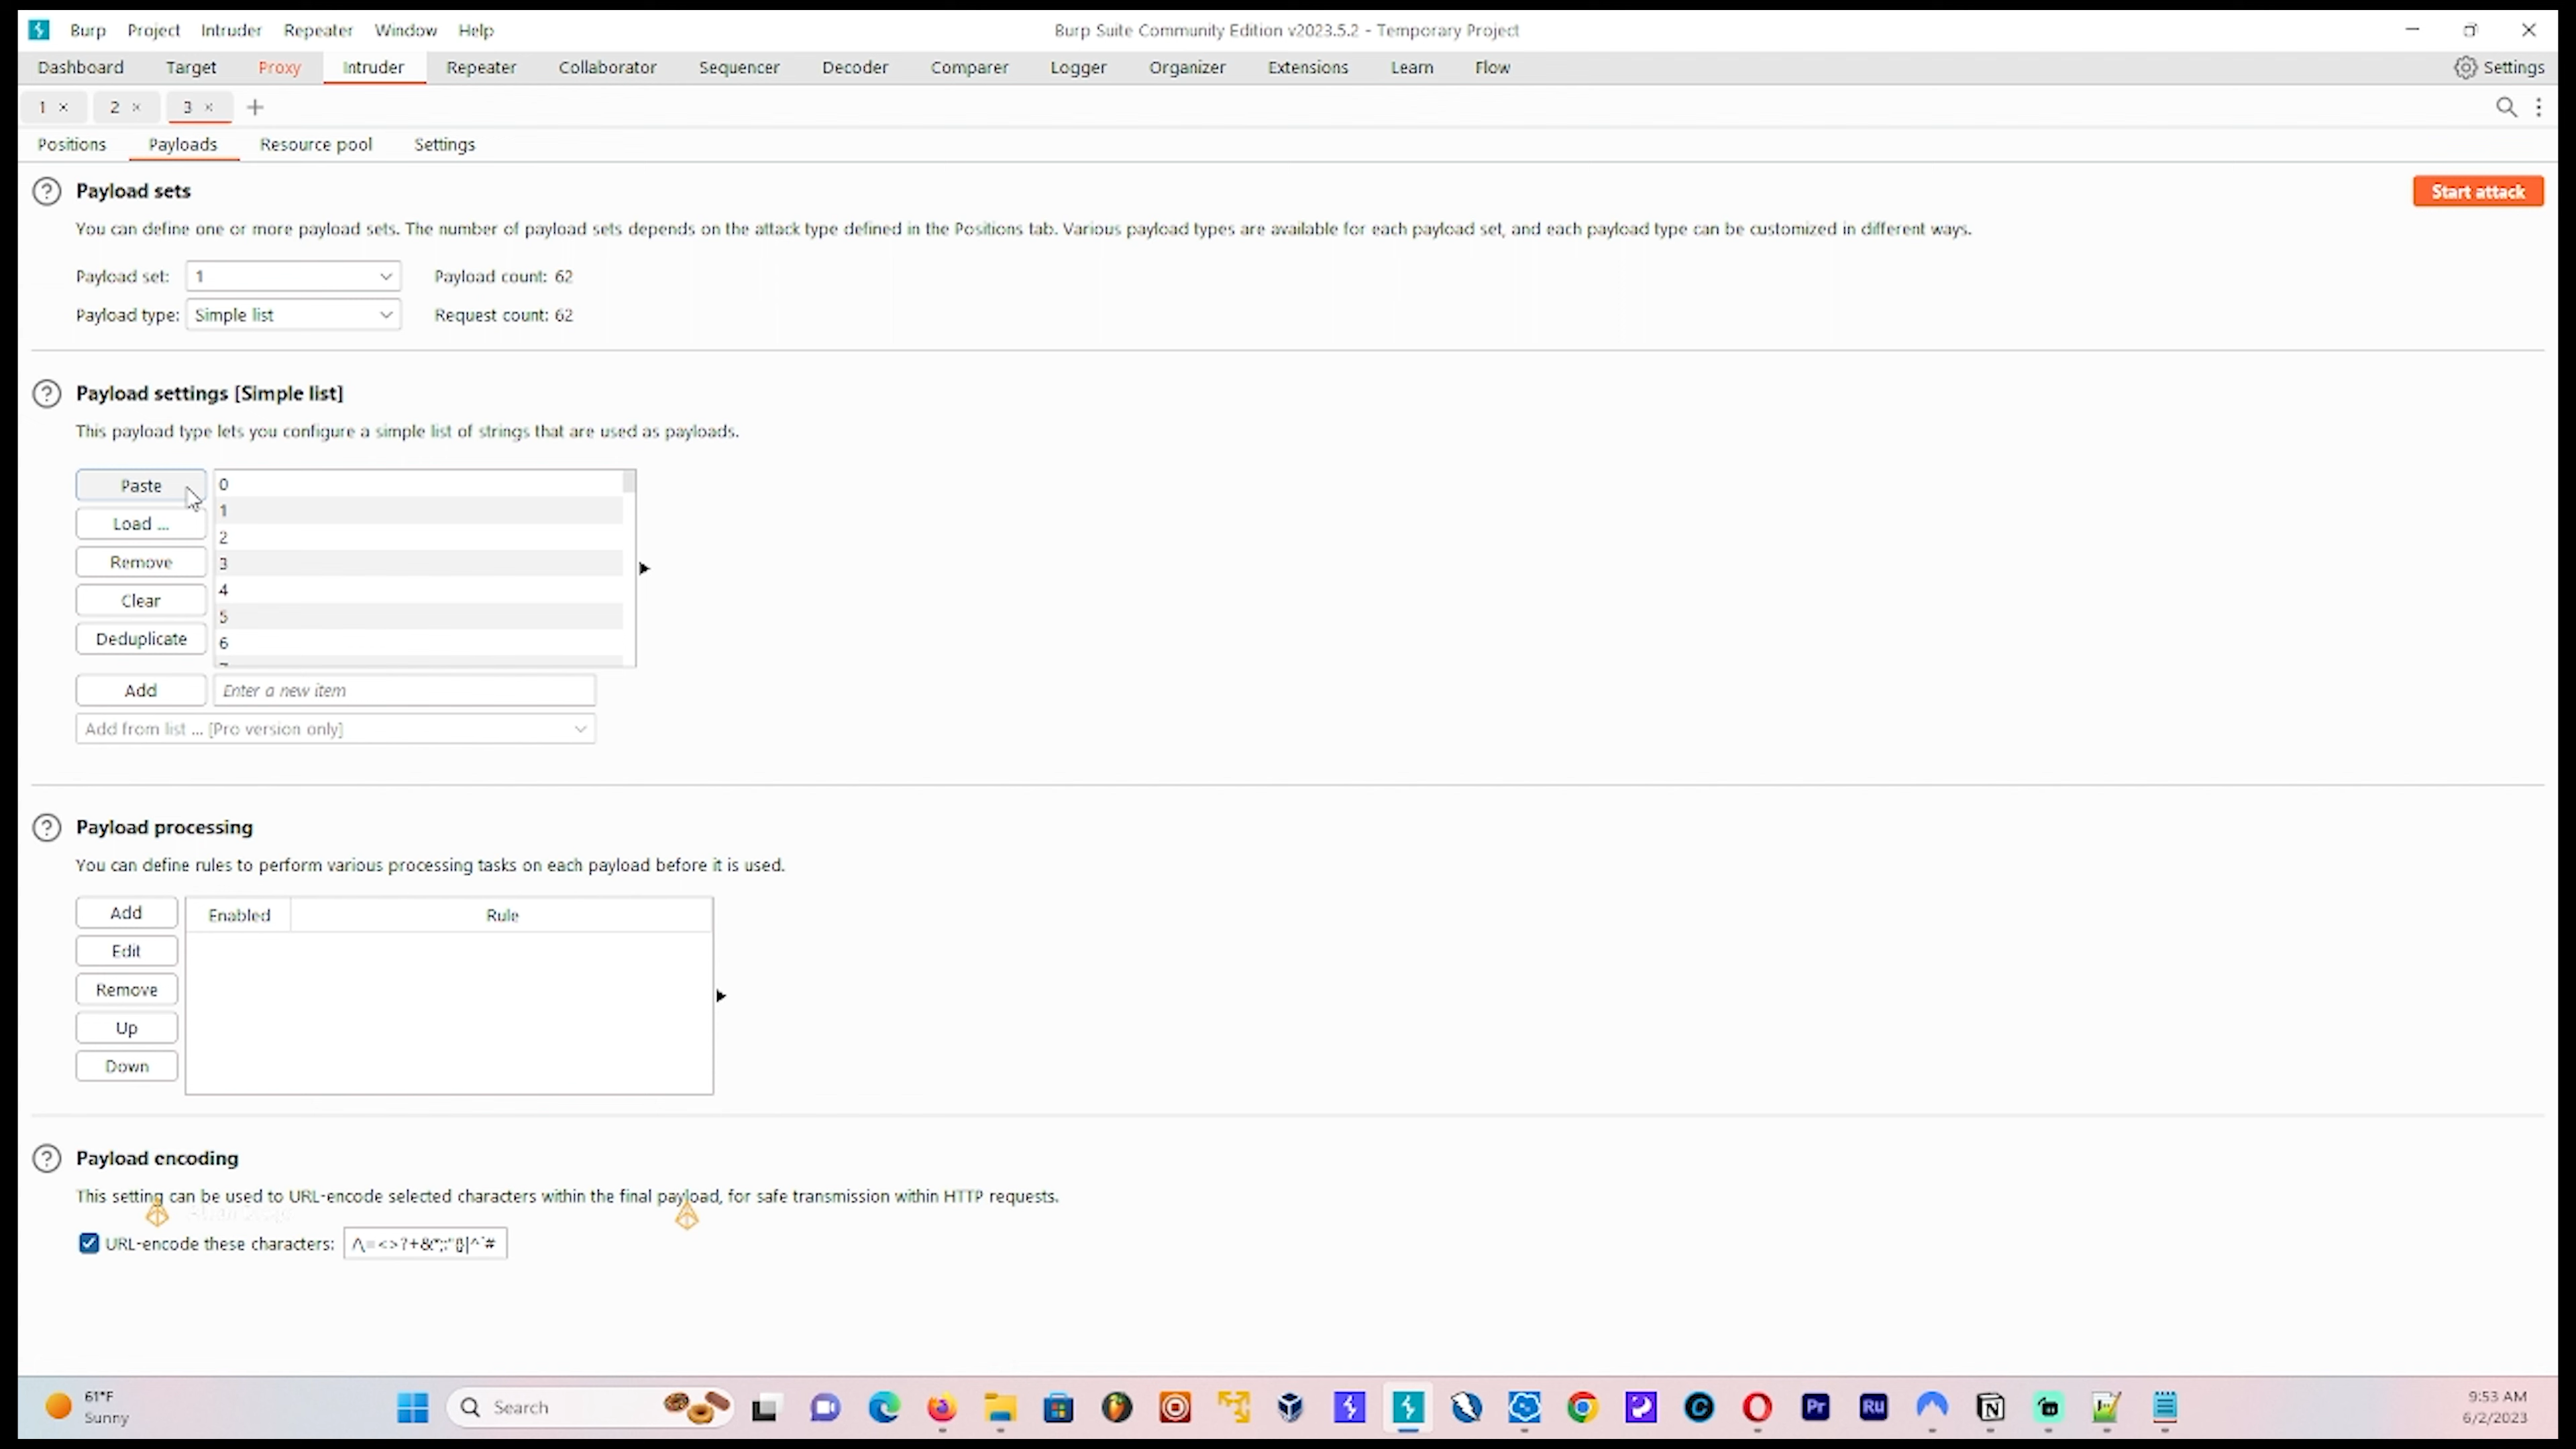 Burp Project Intruder Repeater Window Help
Burp Suite Community Edition v2023.5.2 - Temporary Project
Dashboard Target Proxy Intruder Repeater Collaborator Sequencer Decoder Comparer Logger Organizer Extensions Learn Flow
Settings
1 × 2 × 3 × +
Positions Payloads Resource pool Settings
? Payload sets
Start attack
You can define one or more payload sets. The number of payload sets depends on the attack type defined in the Positions tab. Various payload types are available for each payload set, and each payload type can be customized in different ways.
Payload set: 1 Payload count: 62
Payload type: Simple list Request count: 62
? Payload settings [Simple list]
This payload type lets you configure a simple list of strings that are used as payloads.
Paste 0
1
Load ...
2
Remove 3
4
Clear
5
Deduplicate 6
Add Enter a new item
Add from list ... [Pro version only]
? Payload processing
You can define rules to perform various processing tasks on each payload before it is used.
Add Enabled Rule
Edit
Remove
Up
Down
? Payload encoding
This setting can be used to URL-encode selected characters within the final payload, for safe transmission within HTTP requests.
URL-encode these characters:
61°F
Sunny
Search
Pr
Ru
9:53 AM
6/2/2023